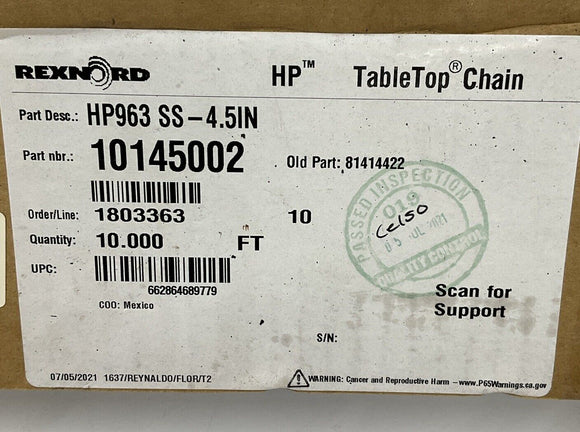 REXNORD HP™ TableTop® Chain
Part Desc.: HP963 SS-4.5IN
Part nbr.: 10145002 Old Part: 81414422
Order/Line: 1803363 10
Quantity: 10.000 FT
UPC:
662864689779
COO: Mexico
PASSED INSPECTION
019
Celso
05 JUL 2021
QUALITY CONTROL
Scan for
Support
S/N:
07/05/2021 1637/REYNALDO/FLOR/T2
WARNING: Cancer and Reproductive Harm -www.P65Warnings.ca.gov